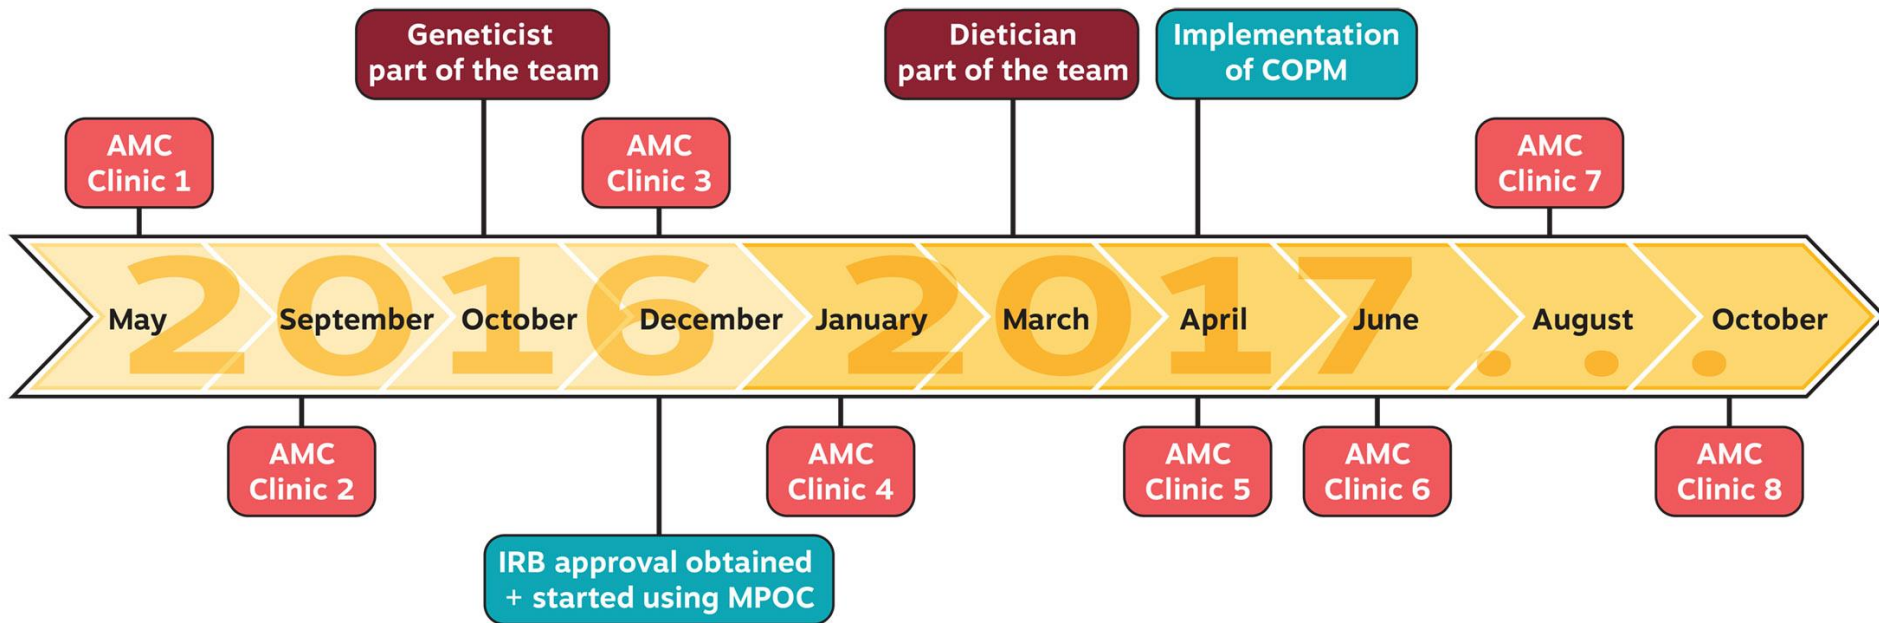 Geneticist
part of the team
Dietician
part of the team
Implementation
of COPM
AMC
Clinic 1
AMC
Clinic 3
AMC
Clinic 7
2016
2017...
May
September
October
December
January
March
April
June
August
October
AMC
Clinic 2
AMC
Clinic 4
AMC
Clinic 5
AMC
Clinic 6
AMC
Clinic 8
IRB approval obtained
+ started using MPOC